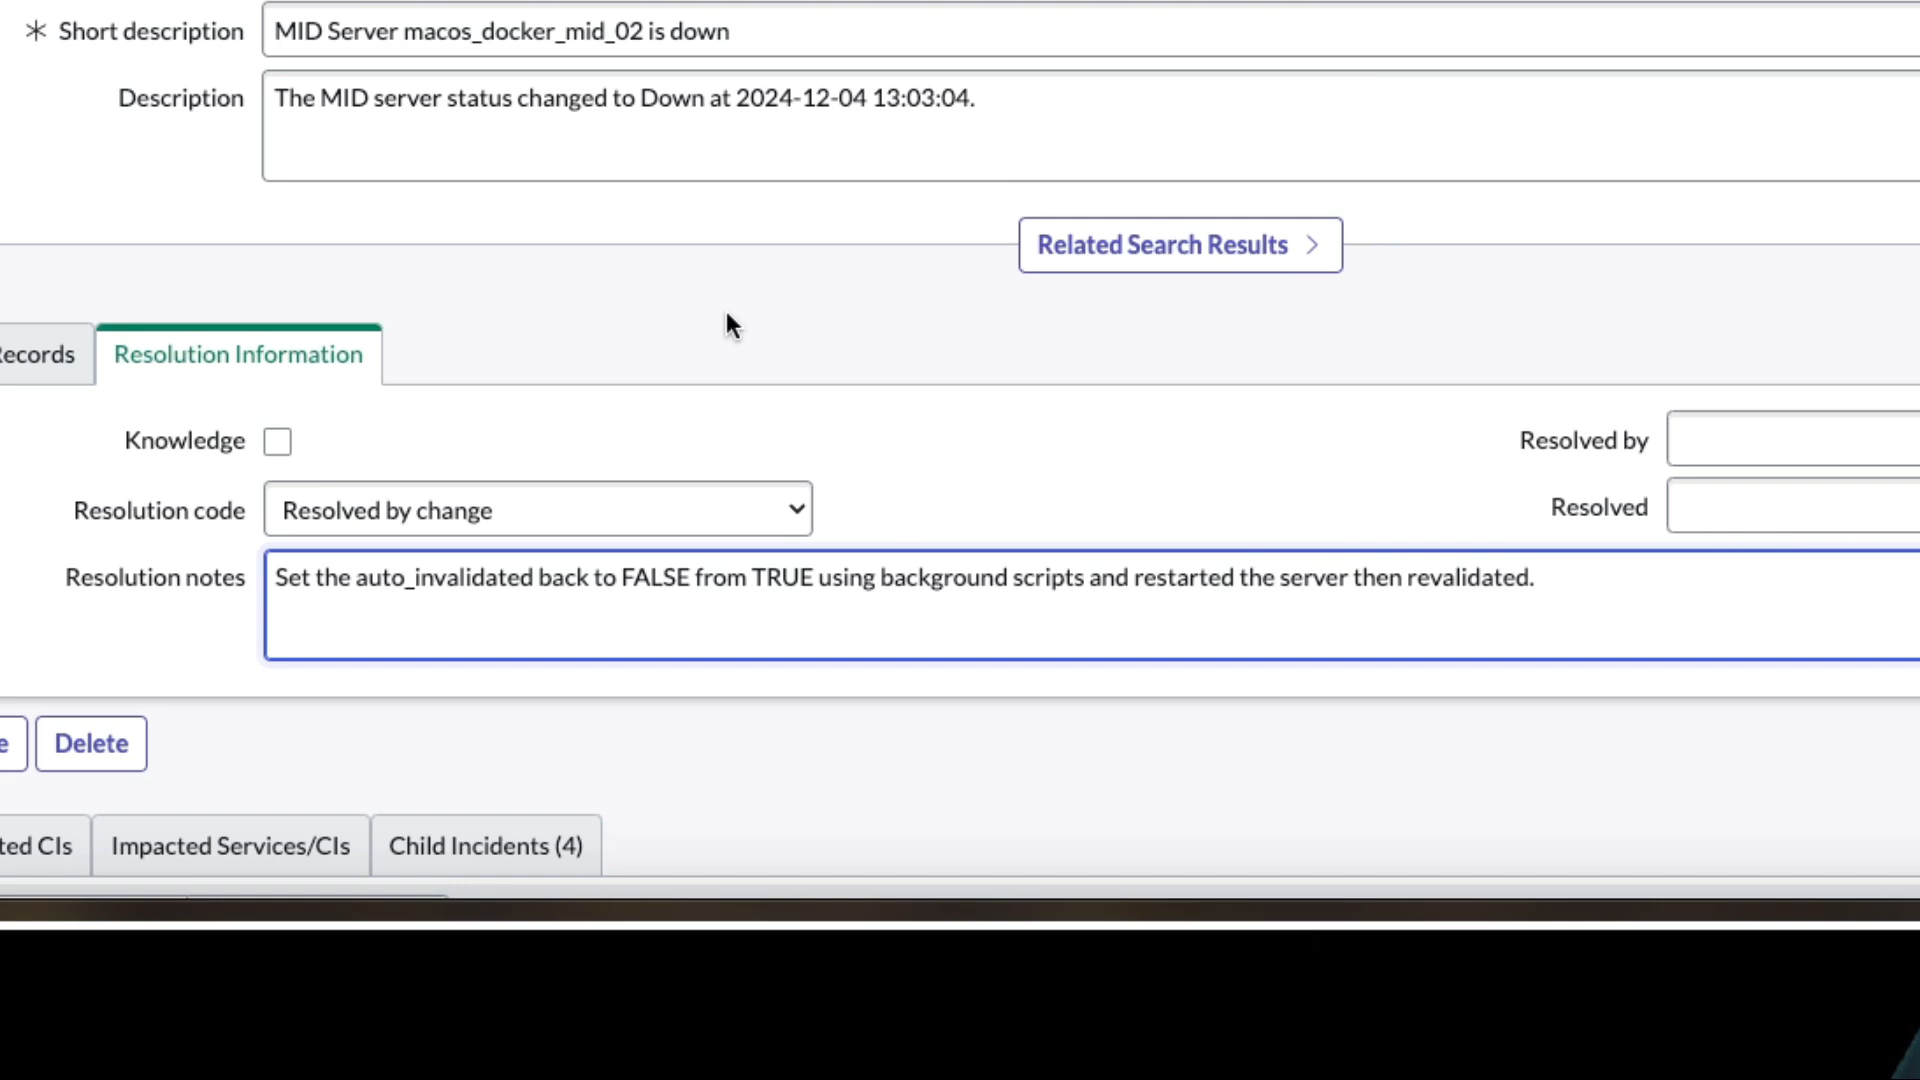 Short description
MID Server macos_docker_mid_02 is down
Description
The MID server status changed to Down at 2024-12-04 13:03:04.
Related Search Results
Records
Resolution Information
Knowledge
Resolved by
Resolution code
Resolved by change
Resolved
Resolution notes
Set the auto_invalidated back to FALSE from TRUE using background scripts and restarted the server then revalidated.
e
Delete
ted CIs
Impacted Services/CIs
Child Incidents (4)